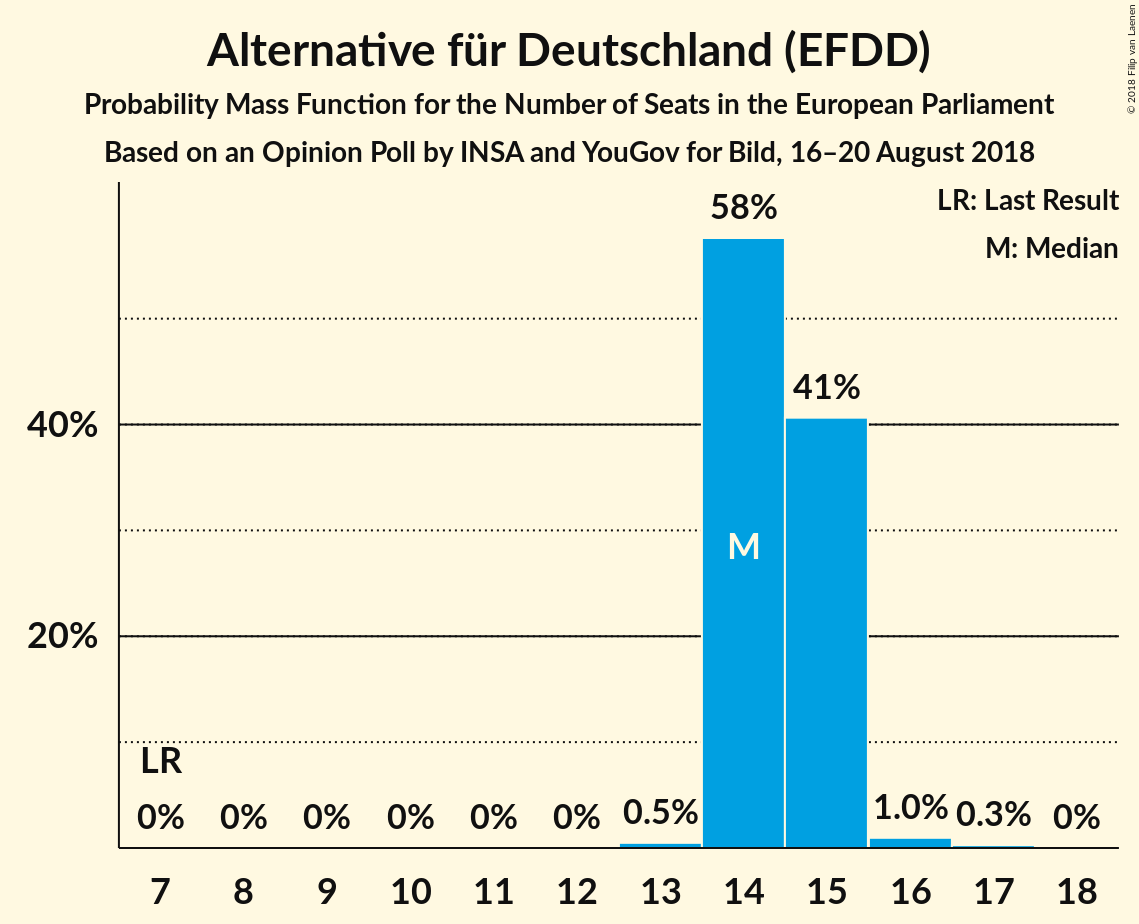 Alternative für Deutschland (EFDD)
Probability Mass Function for the Number of Seats in the European Parliament
Based on an Opinion Poll by INSA and YouGov for Bild, 16–20 August 2018
© 2018 Filip van Laenen
LR: Last Result
M: Median
58%
41%
40%
M
20%
LR
0% 0% 0% 0% 0% 0% 0.5% 1.0% 0.3% 0%
7 8 9 10 11 12 13 14 15 16 17 18